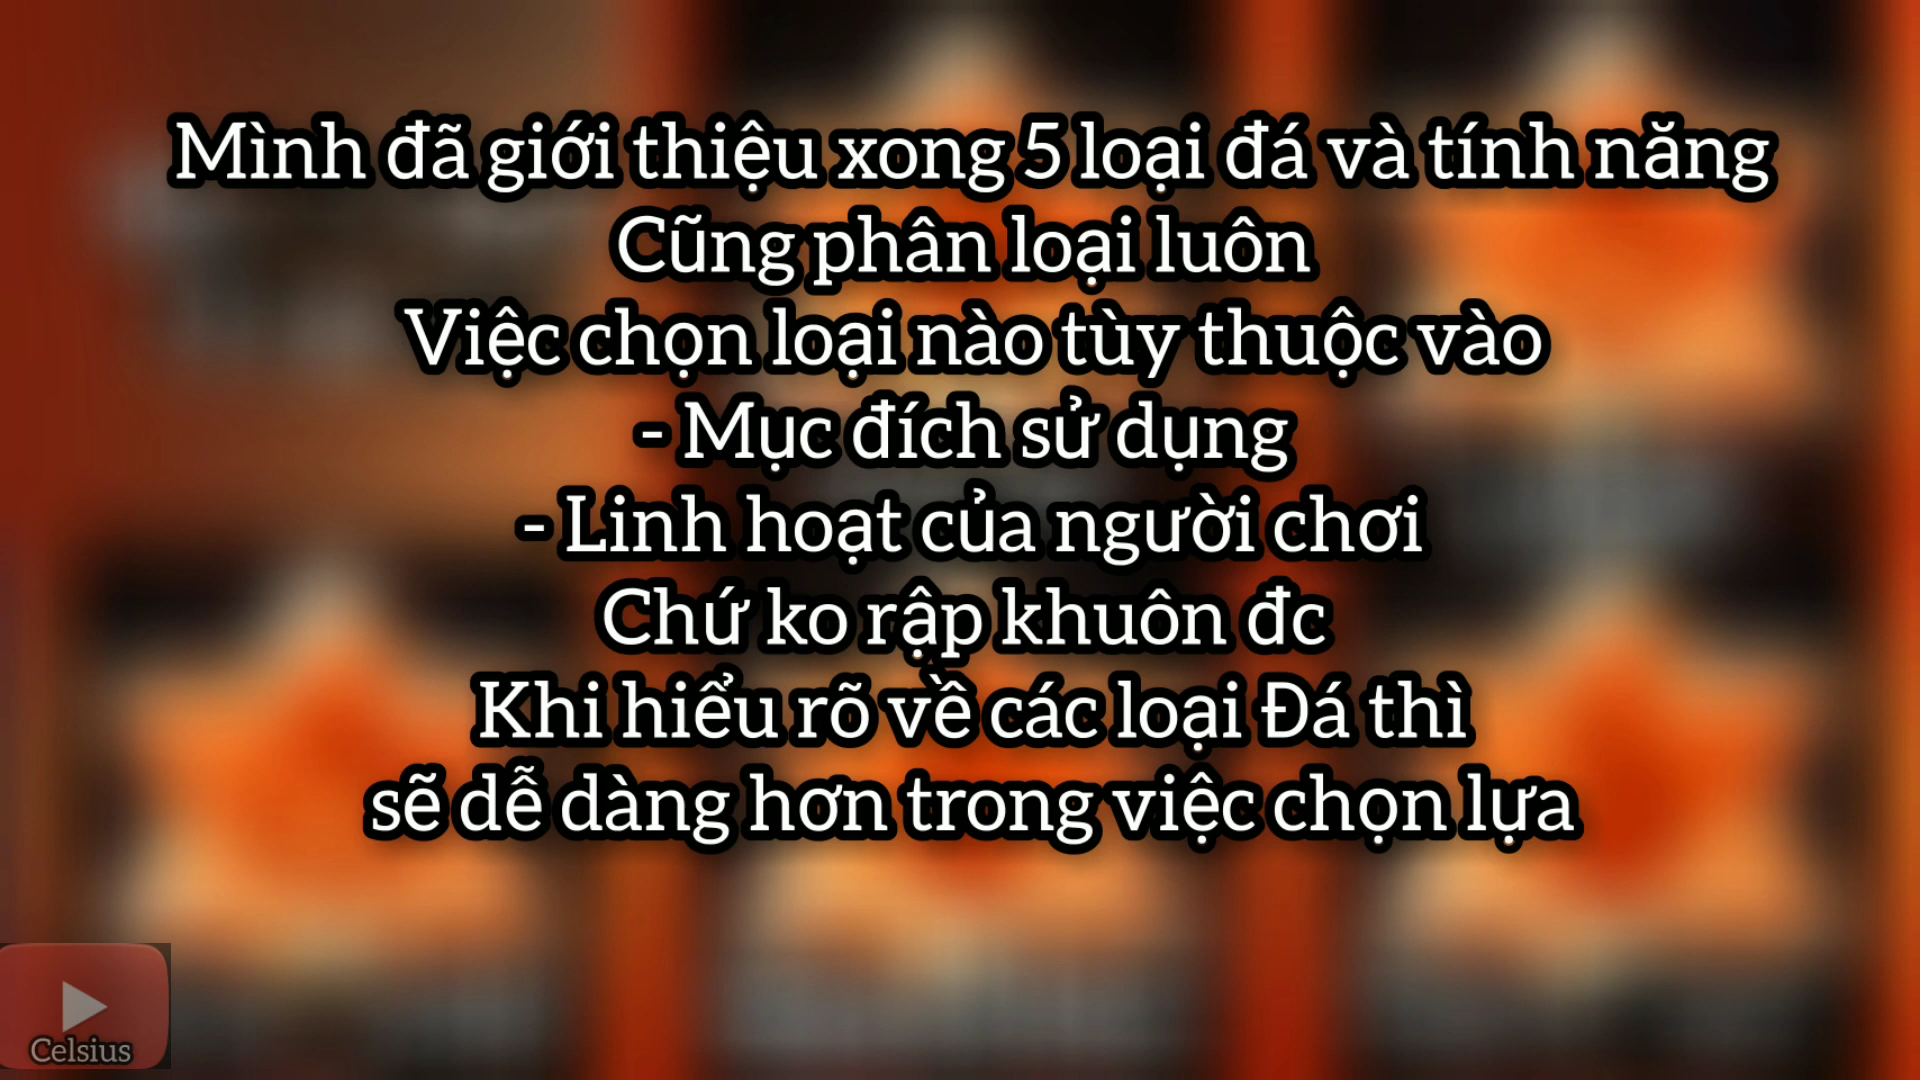 Mình đã giới thiệu xong 5 loại đá và tính năng
Cũng phân loại luôn
Việc chọn loại nào tùy thuộc vào
- Mục đích sử dụng
- Linh hoạt của người chơi
Chứ ko rập khuôn đc
Khi hiểu rõ về các loại Đá thì
sẽ dễ dàng hơn trong việc chọn lựa
Celsius